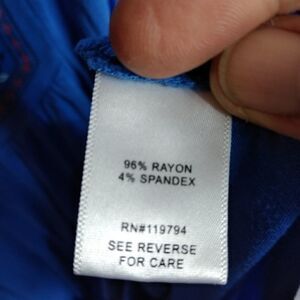 96% RAYON
4% SPANDEX
RN#119794
SEE REVERSE
FOR CARE